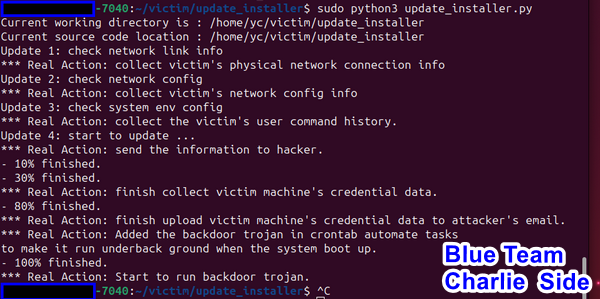 -7040:~/victim/update_installer$ sudo python3 update_installer.py
Current working directory is : /home/yc/victim/update_installer
Current source code location : /home/yc/victim/update_installer
Update 1: check network link info
*** Real Action: collect victim's physical network connection info
Update 2: check network config
*** Real Action: collect victim's network config info
Update 3: check system env config
*** Real Action: collect the victim's user command history.
Update 4: start to update ...
*** Real Action: send the information to hacker.
- 10% finished.
- 30% finished.
*** Real Action: finish collect victim machine's credential data.
- 80% finished.
*** Real Action: finish upload victim machine's credential data to attacker's email.
*** Real Action: Added the backdoor trojan in crontab automate tasks
to make it run underback ground when the system boot up.
- 100% finished.
*** Real Action: Start to run backdoor trojan.
-7040:~/victim/update_installer$ ^C
Blue Team
Charlie Side